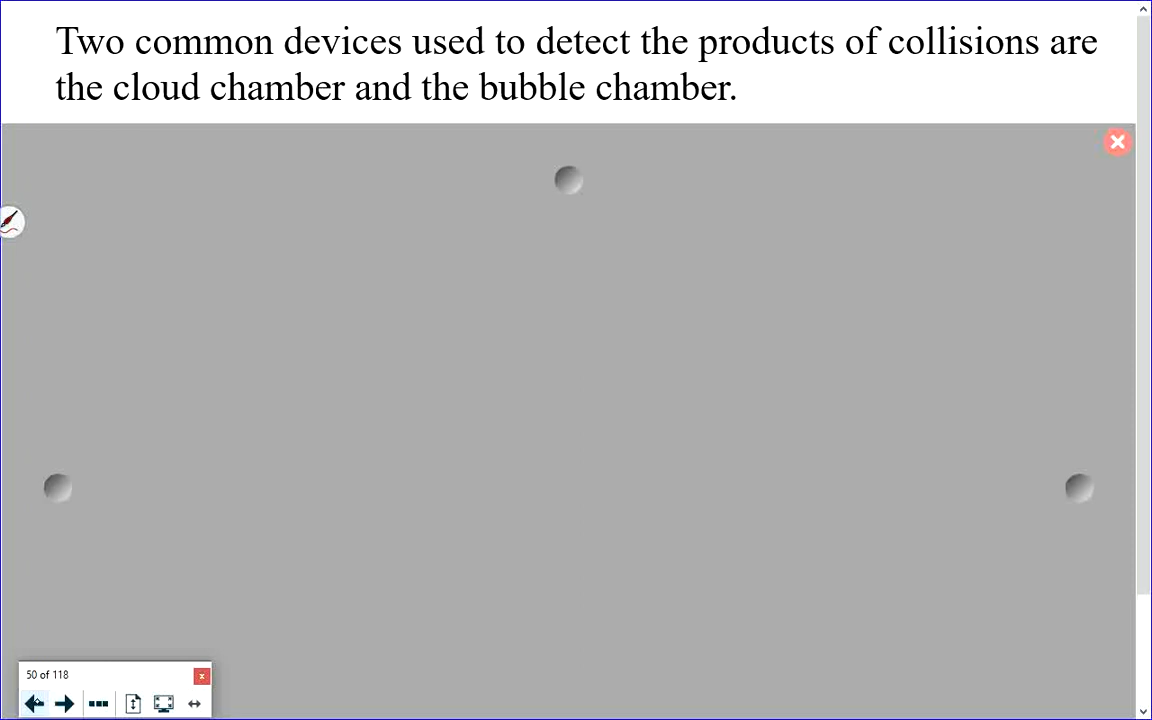 Two common devices used to detect the products of collisions are
the cloud chamber and the bubble chamber.
50 of 118